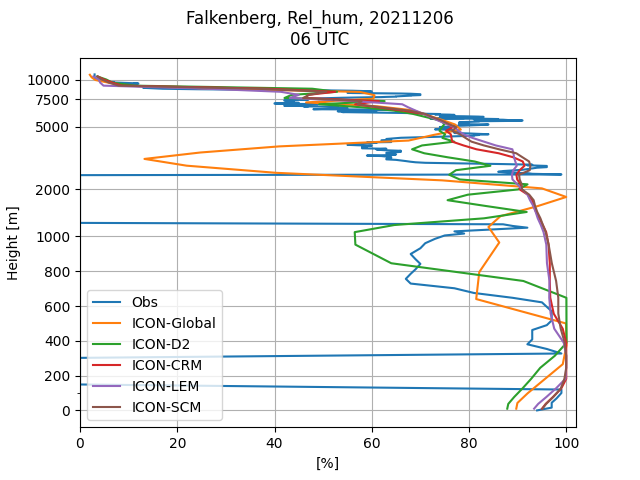 Falkenberg, Rel_hum, 20211206
06 UTC
10000
7500
5000
2000
1000
800
600
400
200
0
Height [m]
Obs
ICON-Global
ICON-D2
ICON-CRM
ICON-LEM
ICON-SCM
0 20 40 60 80 100
[%]